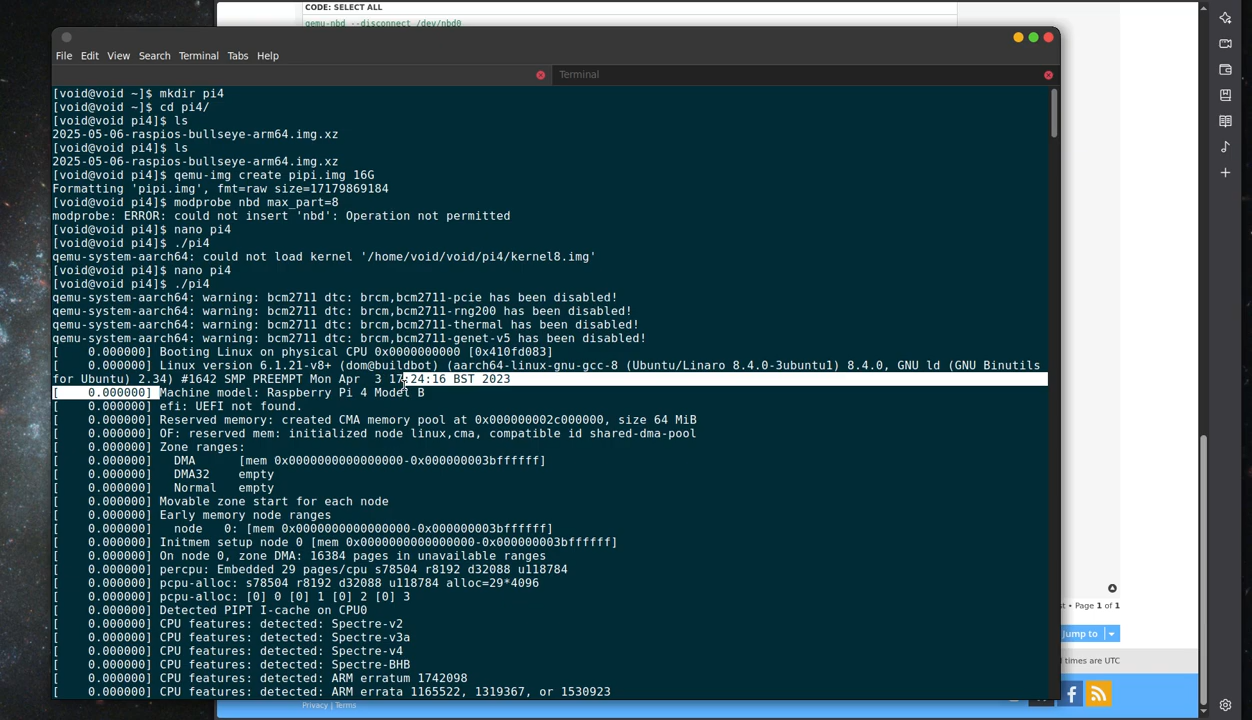 CODE: SELECT ALL
qemu-nbd --disconnect /dev/nbd0
File Edit View Search Terminal Tabs Help
Terminal
[void@void ~]$ mkdir pi4
[void@void ~]$ cd pi4/
[void@void pi4]$ ls
2025-05-06-raspios-bullseye-arm64.img.xz
[void@void pi4]$ ls
2025-05-06-raspios-bullseye-arm64.img.xz
[void@void pi4]$ qemu-img create pipi.img 16G
Formatting 'pipi.img', fmt=raw size=17179869184
[void@void pi4]$ modprobe nbd max_part=8
modprobe: ERROR: could not insert 'nbd': Operation not permitted
[void@void pi4]$ nano pi4
[void@void pi4]$ ./pi4
qemu-system-aarch64: could not load kernel '/home/void/void/pi4/kernel8.img'
[void@void pi4]$ nano pi4
[void@void pi4]$ ./pi4
qemu-system-aarch64: warning: bcm2711 dtc: brcm,bcm2711-pcie has been disabled!
qemu-system-aarch64: warning: bcm2711 dtc: brcm,bcm2711-rng200 has been disabled!
qemu-system-aarch64: warning: bcm2711 dtc: brcm,bcm2711-thermal has been disabled!
qemu-system-aarch64: warning: bcm2711 dtc: brcm,bcm2711-genet-v5 has been disabled!
[    0.000000] Booting Linux on physical CPU 0x0000000000 [0x410fd083]
[    0.000000] Linux version 6.1.21-v8+ (dom@buildbot) (aarch64-linux-gnu-gcc-8 (Ubuntu/Linaro 8.4.0-3ubuntu1) 8.4.0, GNU ld (GNU Binutils
for Ubuntu) 2.34) #1642 SMP PREEMPT Mon Apr  3 17:24:16 BST 2023
[    0.000000] Machine model: Raspberry Pi 4 Model B
[    0.000000] efi: UEFI not found.
[    0.000000] Reserved memory: created CMA memory pool at 0x000000002c000000, size 64 MiB
[    0.000000] OF: reserved mem: initialized node linux,cma, compatible id shared-dma-pool
[    0.000000] Zone ranges:
[    0.000000]   DMA      [mem 0x0000000000000000-0x000000003bffffff]
[    0.000000]   DMA32    empty
[    0.000000]   Normal   empty
[    0.000000] Movable zone start for each node
[    0.000000] Early memory node ranges
[    0.000000]   node   0: [mem 0x0000000000000000-0x000000003bffffff]
[    0.000000] Initmem setup node 0 [mem 0x0000000000000000-0x000000003bffffff]
[    0.000000] On node 0, zone DMA: 16384 pages in unavailable ranges
[    0.000000] percpu: Embedded 29 pages/cpu s78504 r8192 d32088 u118784
[    0.000000] pcpu-alloc: s78504 r8192 d32088 u118784 alloc=29*4096
[    0.000000] pcpu-alloc: [0] 0 [0] 1 [0] 2 [0] 3
[    0.000000] Detected PIPT I-cache on CPU0
[    0.000000] CPU features: detected: Spectre-v2
[    0.000000] CPU features: detected: Spectre-v3a
[    0.000000] CPU features: detected: Spectre-v4
[    0.000000] CPU features: detected: Spectre-BHB
[    0.000000] CPU features: detected: ARM erratum 1742098
[    0.000000] CPU features: detected: ARM errata 1165522, 1319367, or 1530923
st • Page 1 of 1
Jump to
l times are UTC
Privacy | Terms